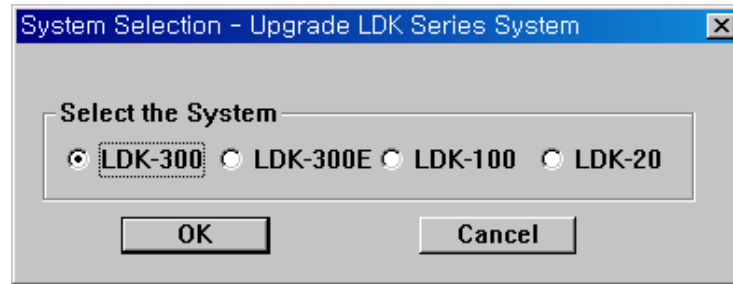 System Selection - Upgrade LDK Series System
Select the System
LDK-300 LDK-300E LDK-100 LDK-20
OK Cancel